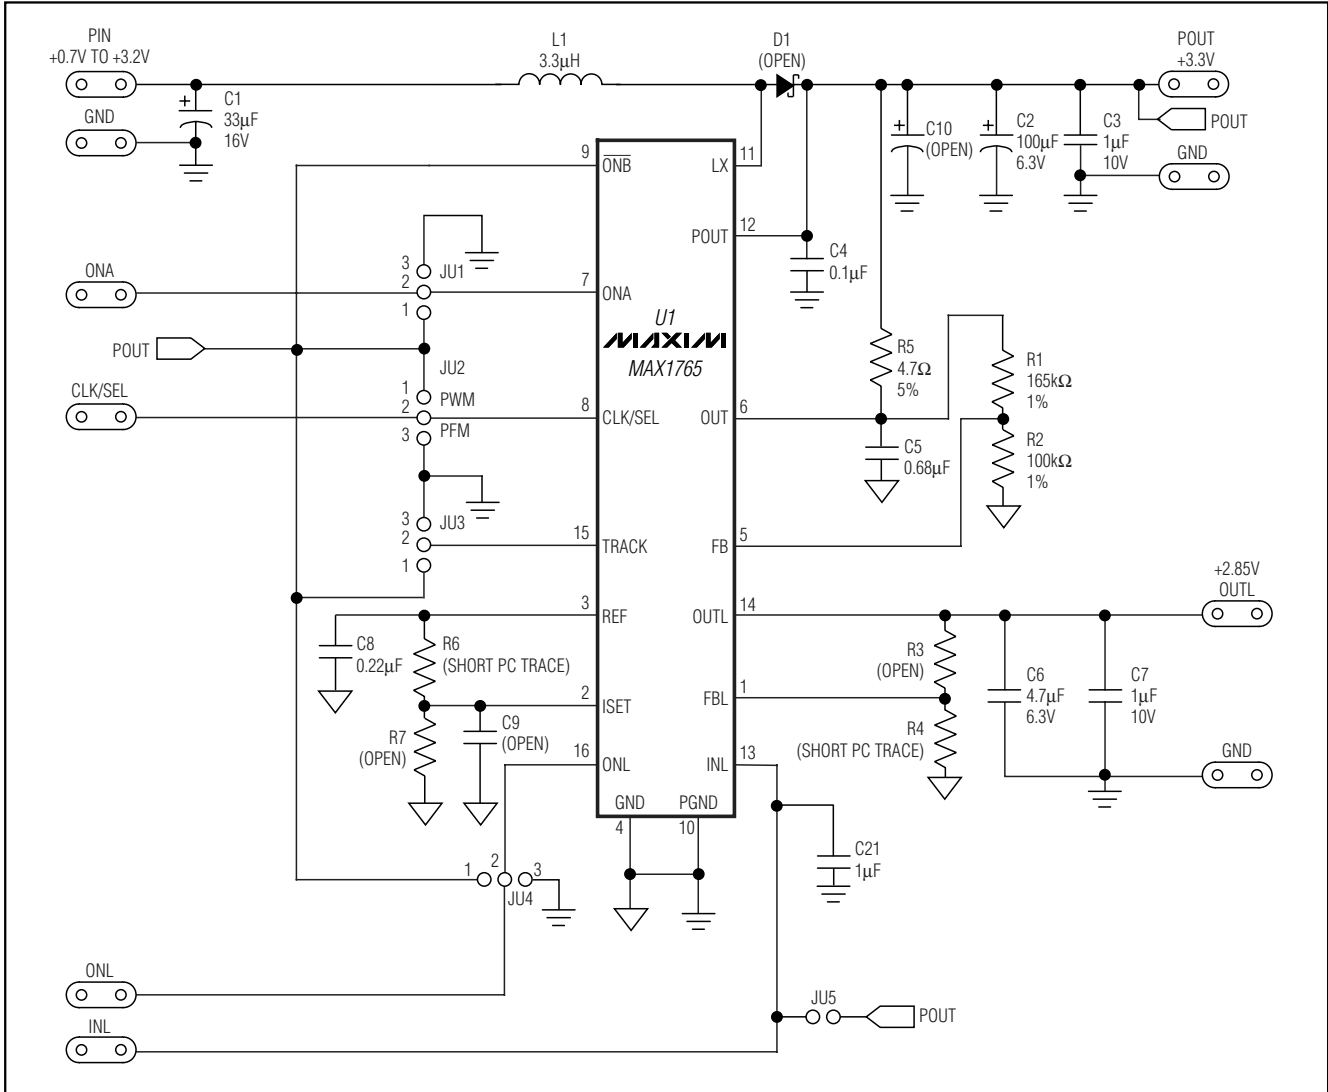 PIN
+0.7V TO +3.2V
GND
C1
33μF
16V
L1
3.3μH
D1
(OPEN)
POUT
+3.3V
POUT
GND
C10
(OPEN)
C2
100μF
6.3V
C3
1μF
10V
9
ONB
LX
11
POUT
12
C4
0.1μF
3
2
1
JU1
ONA
7
ONA
POUT
JU2
1
2
3
PWM
PFM
CLK/SEL
8
CLK/SEL
U1
MAXIM
MAX1765
R5
4.7Ω
5%
R1
165kΩ
1%
OUT
6
C5
0.68μF
R2
100kΩ
1%
3
2
1
JU3
15
TRACK
FB
5
3
REF
OUTL
14
+2.85V
OUTL
C8
0.22μF
R6
(SHORT PC TRACE)
R3
(OPEN)
C6
4.7μF
6.3V
C7
1μF
10V
2
ISET
FBL
1
R7
(OPEN)
C9
(OPEN)
R4
(SHORT PC TRACE)
16
ONL
INL
13
GND
GND
4
PGND
10
C21
1μF
1
2
3
JU4
ONL
INL
JU5
POUT